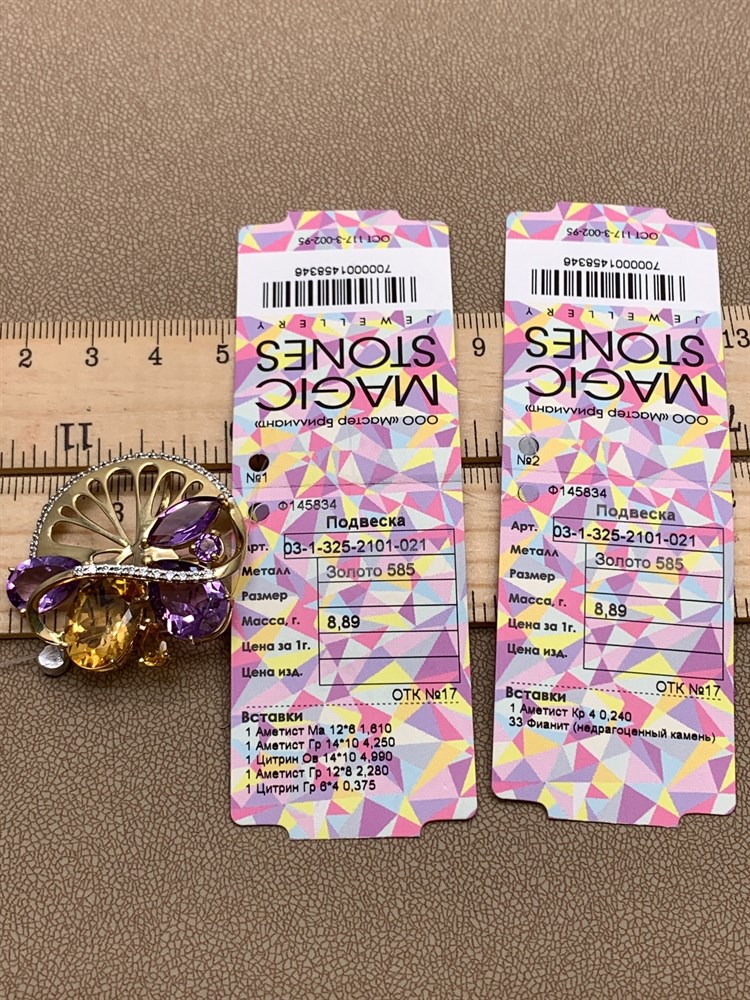 ОСТ 117-3-002-95
7000001458346
JEWELLERY
MAGIC
STONES
ООО «Мастер Бриллиант»
№1
Ф145834
Подвеска
Арт. 03-1-325-2101-021
Металл Золото 585
Размер
Масса, г. 8,89
Цена за 1г.
Цена изд.
ОТК №17
Вставки
1 Аметист Ма 12*6 1,610
1 Аметист Гр 14*10 4,250
1 Цитрин Ов 14*10 4,990
1 Аметист Гр 12*8 2,280
1 Цитрин Гр 6*4 0,375
ОСТ 117-3-002-95
7000001458346
JEWELLERY
MAGIC
STONES
ООО «Мастер Бриллиант»
№2
Ф145834
Подвеска
Арт. 03-1-325-2101-021
Металл Золото 585
Размер
Масса, г. 8,89
Цена за 1г.
Цена изд.
ОТК №17
Вставки
1 Аметист Кр 4 0,240
33 Фианит (недрагоценный камень)
2 3 4 5 9 13
11